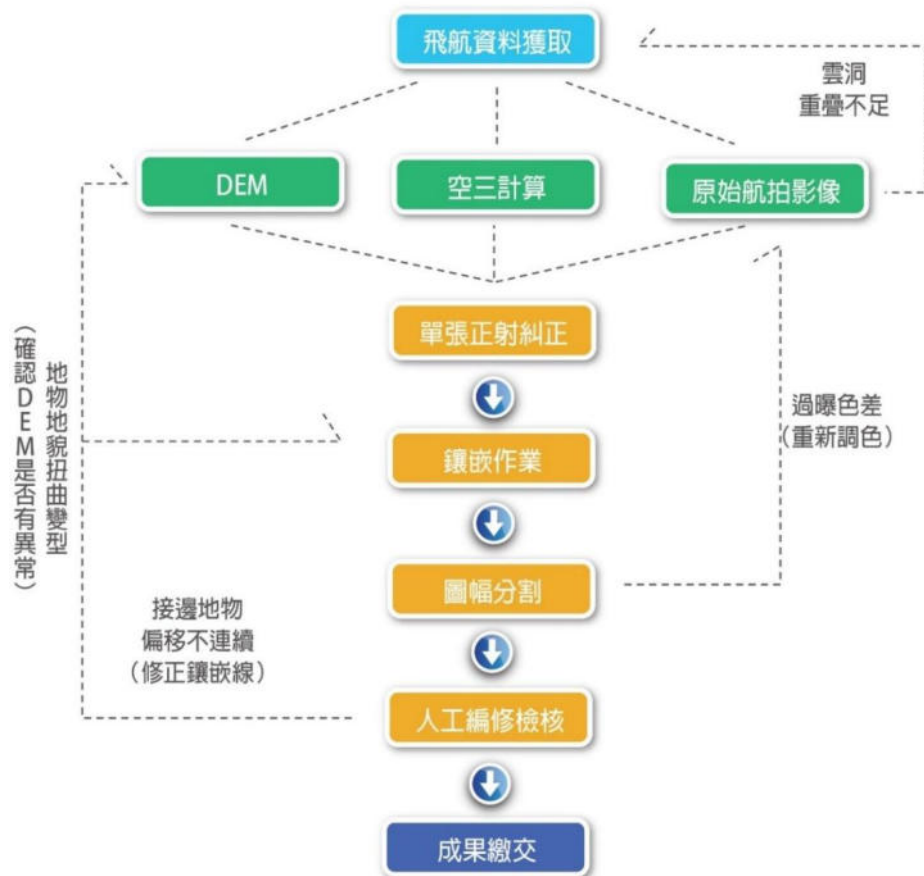 飛航資料獲取
雲洞
重疊不足
DEM
空三計算
原始航拍影像
單張正射糾正
地物地貌扭曲變型
（確認DEM是否有異常）
過曝色差
（重新調色）
鑲嵌作業
圖幅分割
接邊地物
偏移不連續
（修正鑲嵌線）
人工編修檢核
成果繳交